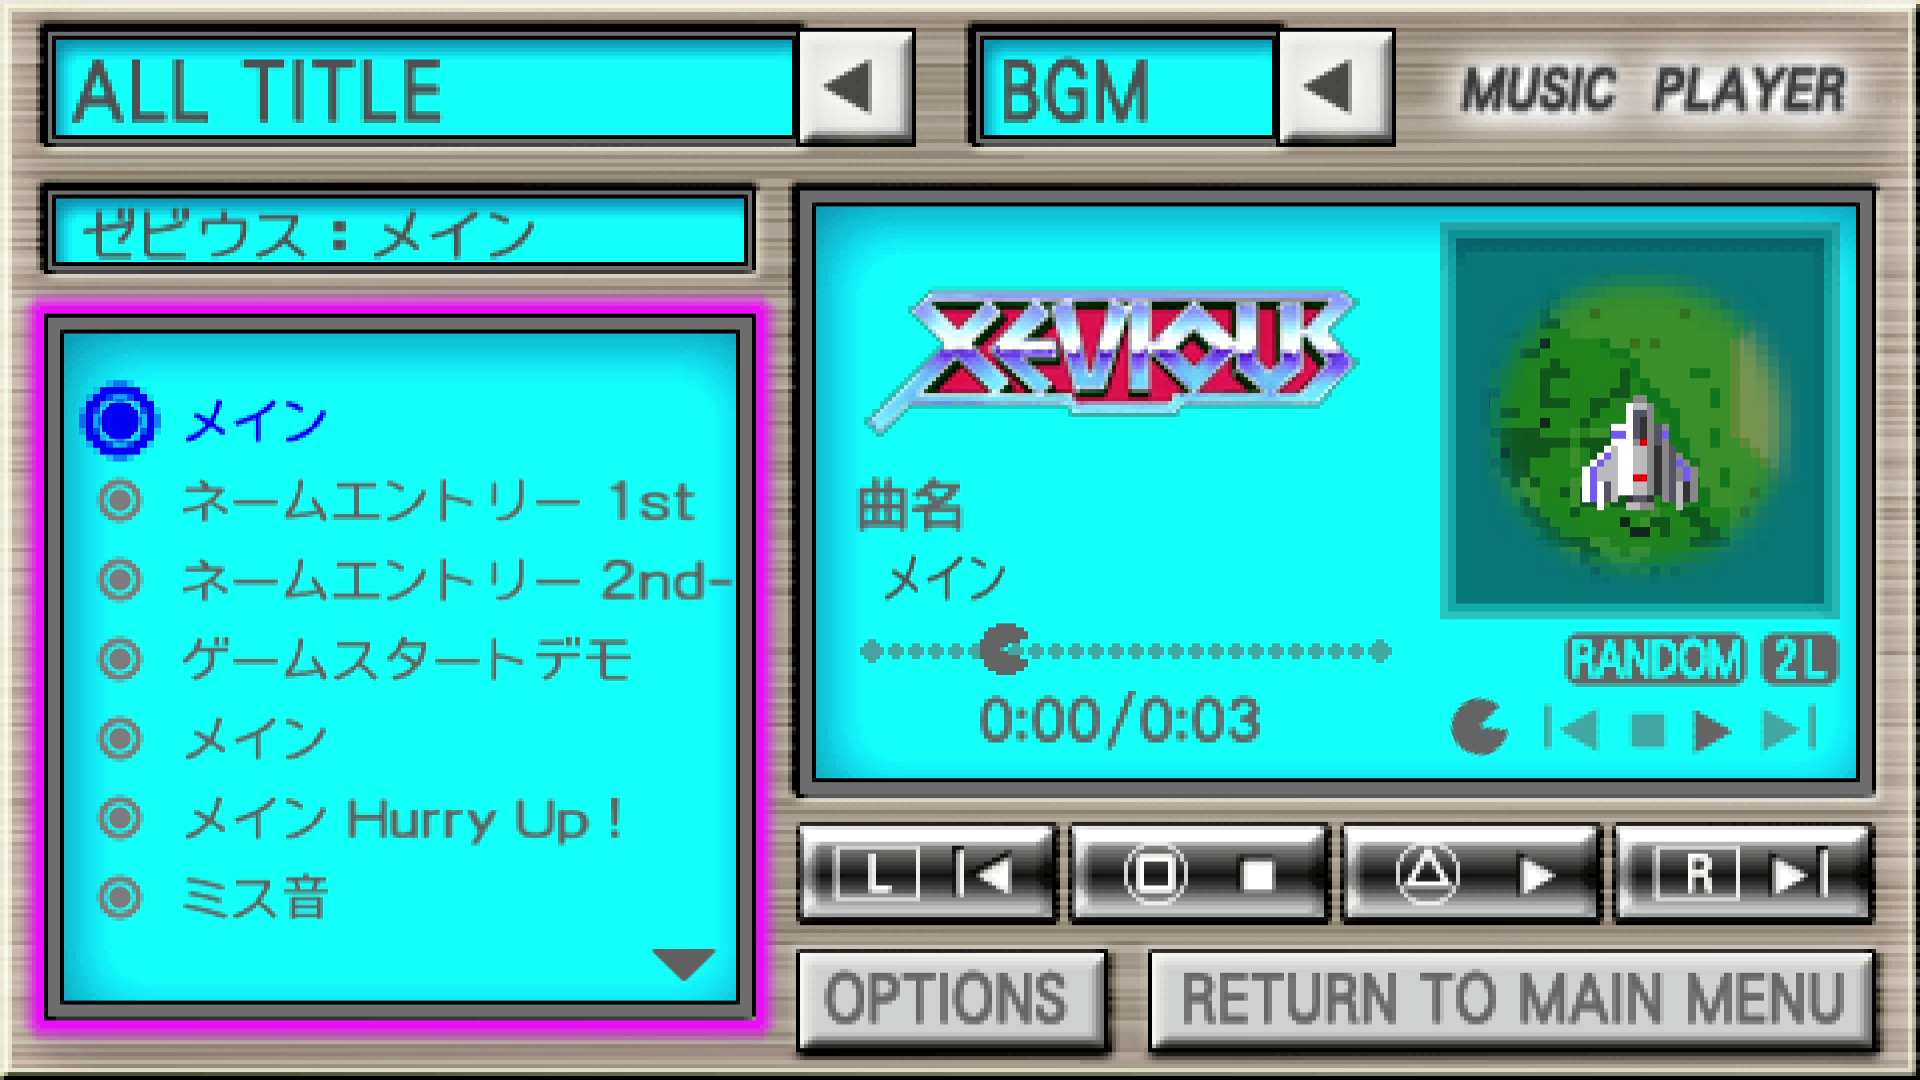 ALL TITLE
BGM
MUSIC PLAYER
ゼビウス：メイン
メイン
ネームエントリー 1st
ネームエントリー 2nd-
ゲームスタートデモ
メイン
メイン Hurry Up！
ミス音
XEVIOUS
曲名
メイン
0:00/0:03
RANDOM 2L
L
R
OPTIONS
RETURN TO MAIN MENU